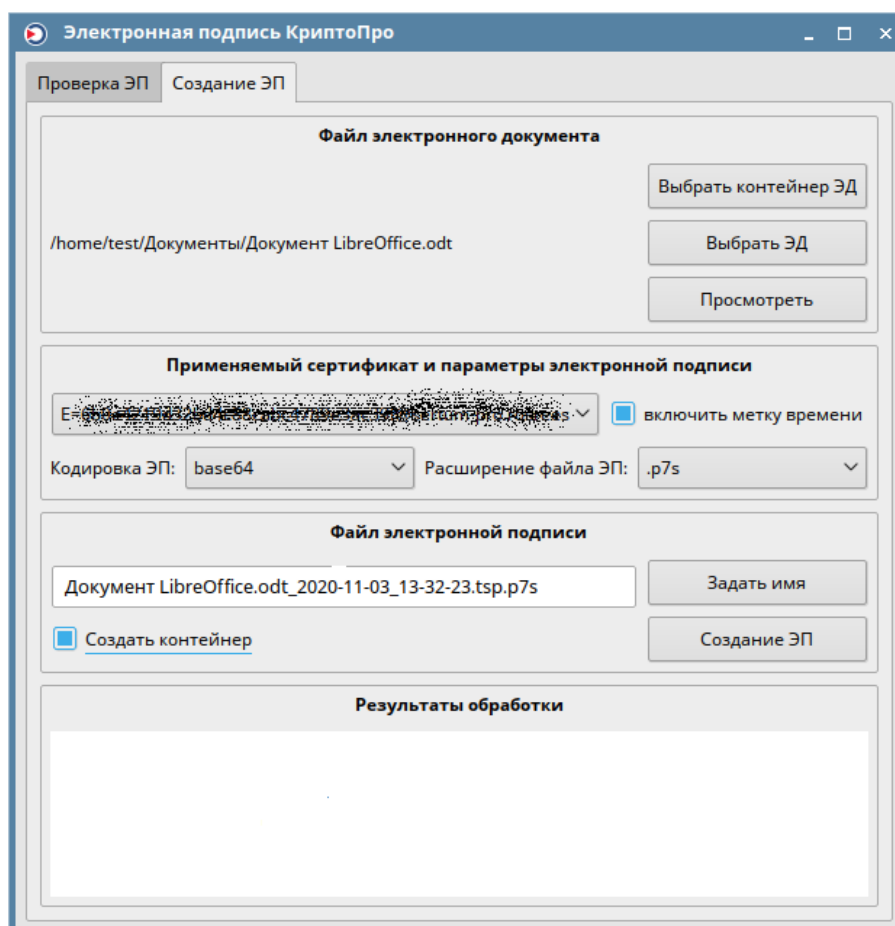 Электронная подпись КриптоПро
Проверка ЭП Создание ЭП
Файл электронного документа
Выбрать контейнер ЭД
/home/test/Документы/Документ LibreOffice.odt
Выбрать ЭД
Просмотреть
Применяемый сертификат и параметры электронной подписи
включить метку времени
Кодировка ЭП: base64 Расширение файла ЭП: .p7s
Файл электронной подписи
Документ LibreOffice.odt_2020-11-03_13-32-23.tsp.p7s
Задать имя
Создать контейнер
Создание ЭП
Результаты обработки